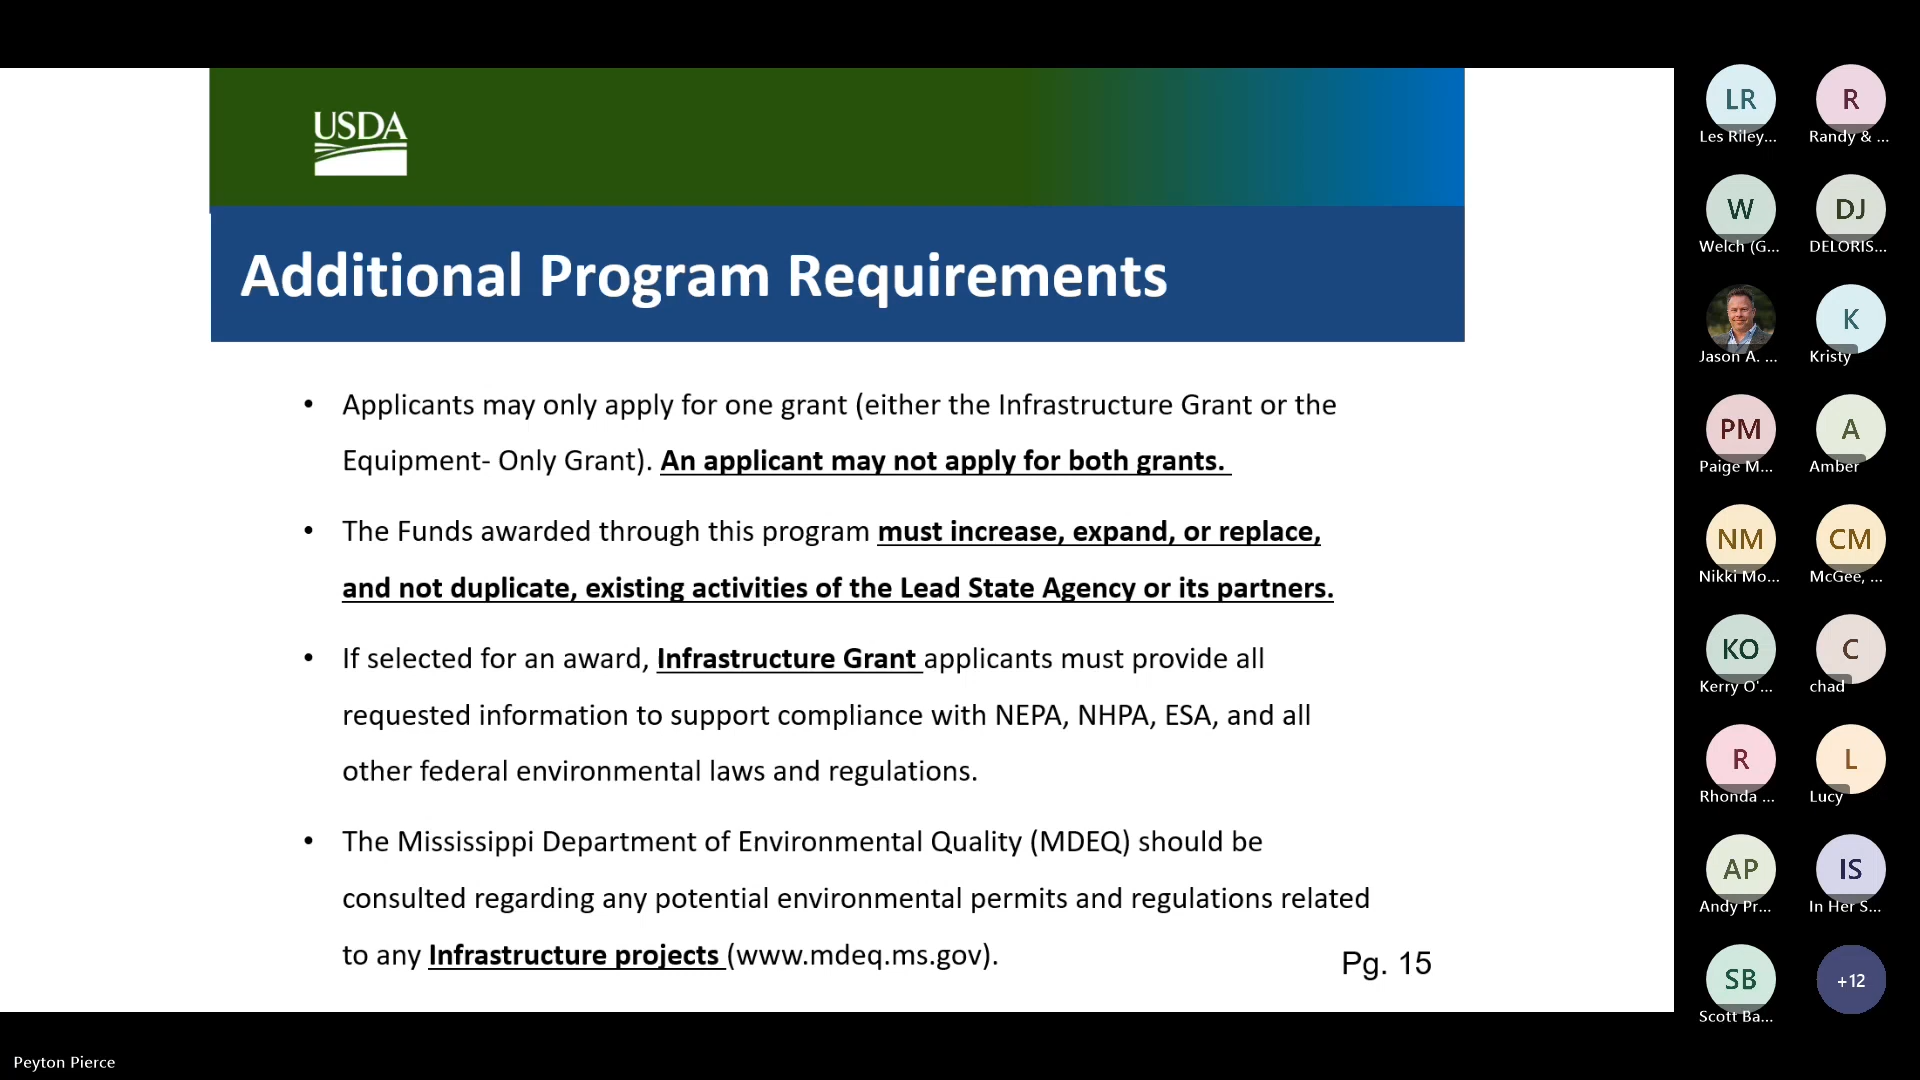 USDA
Additional Program Requirements
• Applicants may only apply for one grant (either the Infrastructure Grant or the
Equipment- Only Grant). An applicant may not apply for both grants.
• The Funds awarded through this program must increase, expand, or replace,
and not duplicate, existing activities of the Lead State Agency or its partners.
• If selected for an award, Infrastructure Grant applicants must provide all
requested information to support compliance with NEPA, NHPA, ESA, and all
other federal environmental laws and regulations.
• The Mississippi Department of Environmental Quality (MDEQ) should be
consulted regarding any potential environmental permits and regulations related
to any Infrastructure projects (www.mdeq.ms.gov).
Pg. 15
LR
Les Riley...
R
Randy & ...
W
Welch (G...
DJ
DELORIS...
Jason A. ...
K
Kristy
PM
Paige M...
A
Amber
NM
Nikki Mo...
CM
McGee, ...
KO
Kerry O'...
C
chad
R
Rhonda ...
L
Lucy
AP
Andy Pr...
IS
In Her S...
SB
Scott Ba...
+12
Peyton Pierce